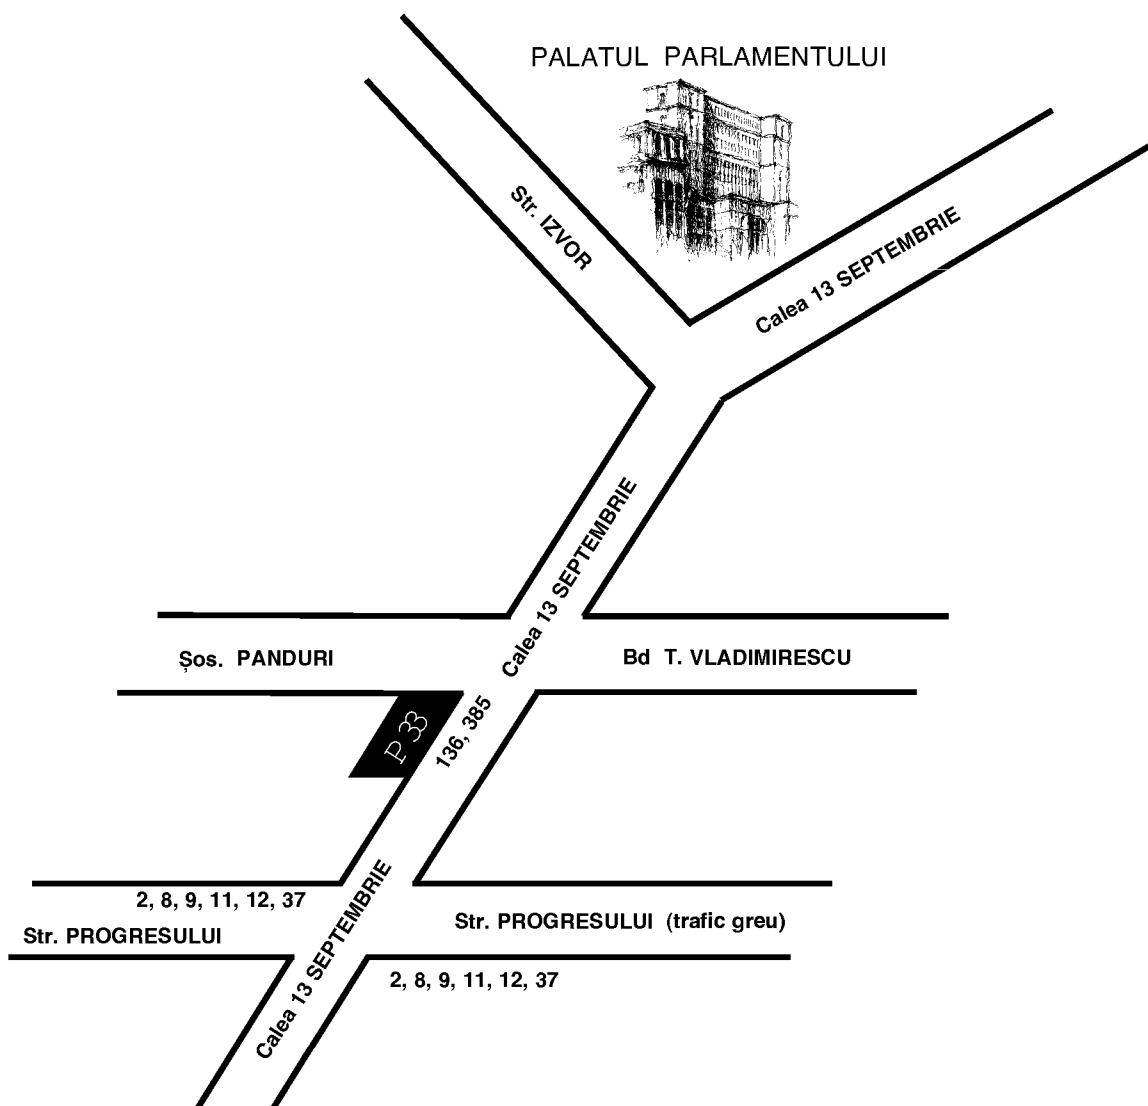 PALATUL PARLAMENTULUI
Str. IZVOR
Calea 13 SEPTEMBRIE
Calea 13 SEPTEMBRIE
Șos. PANDURI
Bd T. VLADIMIRESCU
P 33
136, 385
2, 8, 9, 11, 12, 37
Str. PROGRESULUI
Calea 13 SEPTEMBRIE
Str. PROGRESULUI (trafic greu)
2, 8, 9, 11, 12, 37